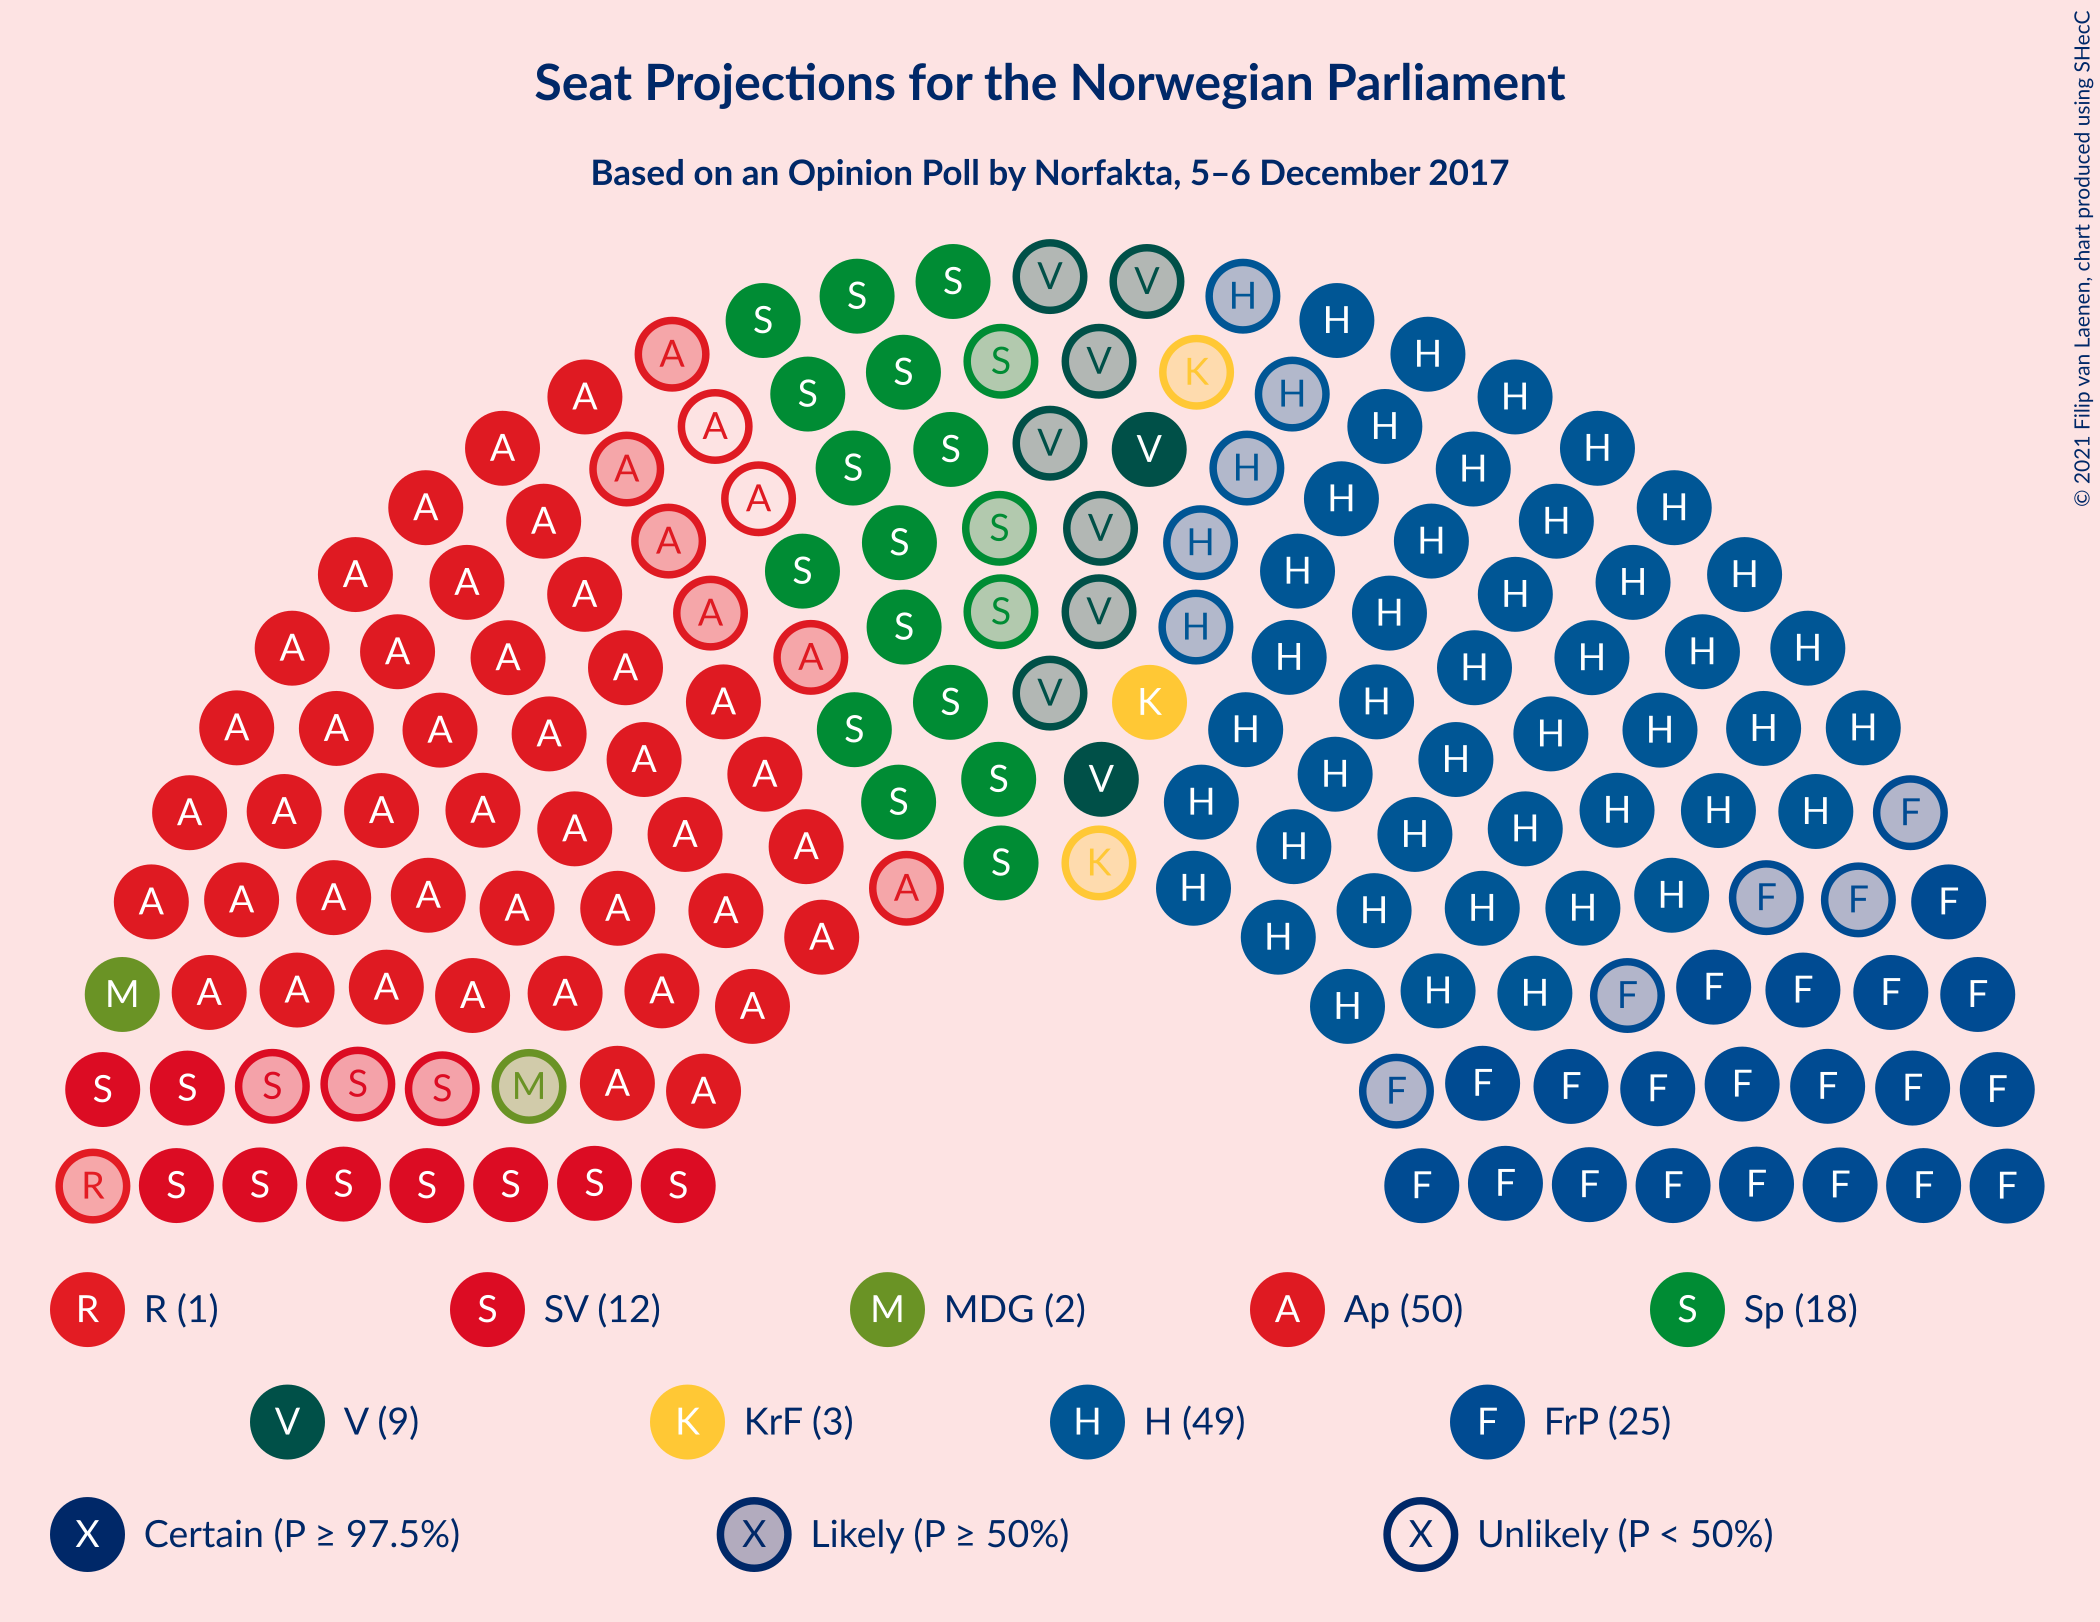 Seat Projections for the Norwegian Parliament
Based on an Opinion Poll by Norfakta, 5–6 December 2017
© 2021 Filip van Laenen, chart produced using SHecC
S S S V V H H
A S S S V K H H H
A A A S S V V H H H H
A A A A S S V H H H H H
A A A A S S S V H H H H H H
A A A A A S S V K H H H H H H
A A A A A A S S V H H H H H H H
A A A A A A A A S K H H H H H H H F
A A A A A A A A H H H H H F F F
M A A A A A A A H H H F F F F F
S S S S S M A A F F F F F F F F
R S S S S S S S F F F F F F F F
R R (1) S SV (12) M MDG (2) A Ap (50) S Sp (18)
V V (9) K KrF (3) H H (49) F FrP (25)
X Certain (P ≥ 97.5%) X Likely (P ≥ 50%) X Unlikely (P < 50%)